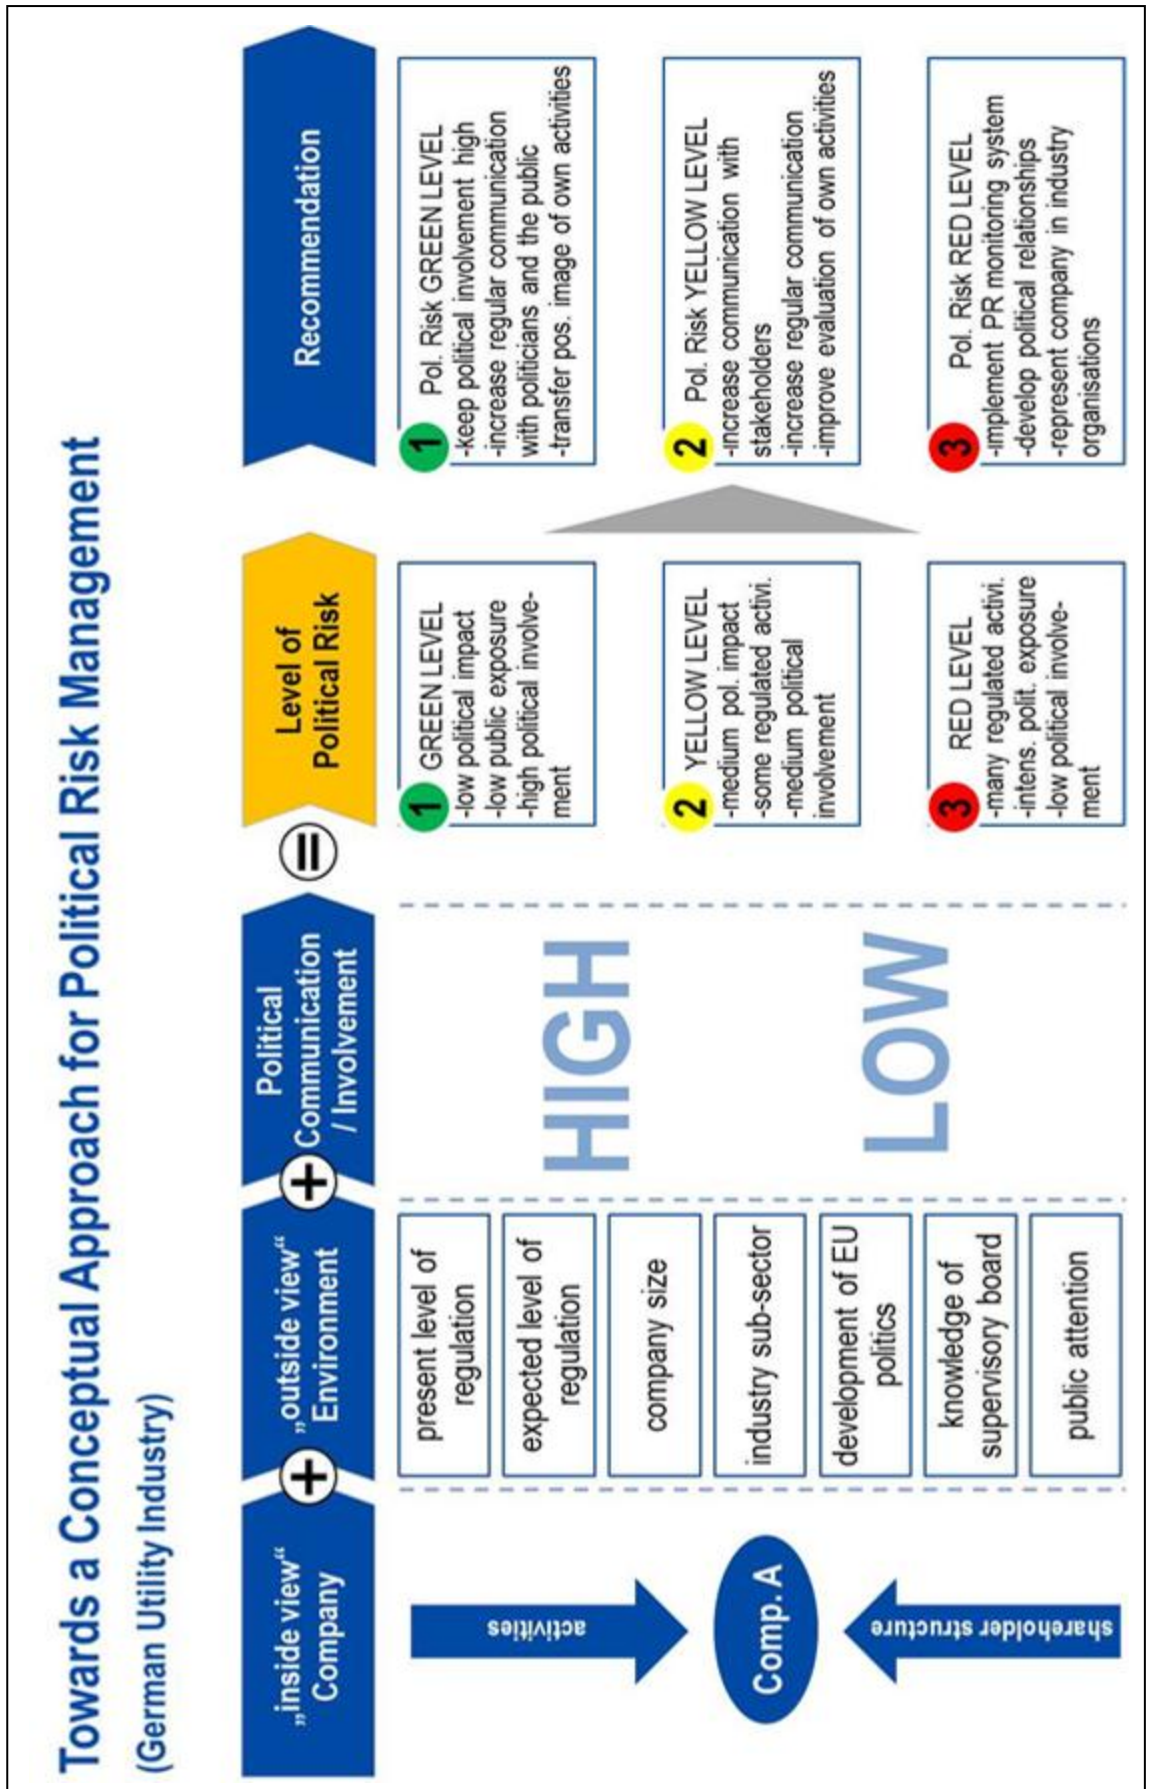 Towards a Conceptual Approach for Political Risk Management
(German Utility Industry)
„inside view“
Company
+
„outside view“
Environment
+
Political
Communication
/ Involvement
=
Level of
Political Risk
Recommendation
activities
Comp. A
shareholder structure
present level of
regulation
expected level of
regulation
company size
industry sub-sector
development of EU
politics
knowledge of
supervisory board
public attention
HIGH
LOW
1 GREEN LEVEL
-low political impact
-low public exposure
-high political involve-
ment
2 YELLOW LEVEL
-medium pol. impact
-some regulated activi.
-medium political
involvement
3 RED LEVEL
-many regulated activi.
-intens. polit. exposure
-low political involve-
ment
1 Pol. Risk GREEN LEVEL
-keep political involvement high
-increase regular communication
with politicians and the public
-transfer pos. image of own activities
2 Pol. Risk YELLOW LEVEL
-increase communication with
stakeholders
-increase regular communication
-improve evaluation of own activities
3 Pol. Risk RED LEVEL
-implement PR monitoring system
-develop political relationships
-represent company in industry
organisations